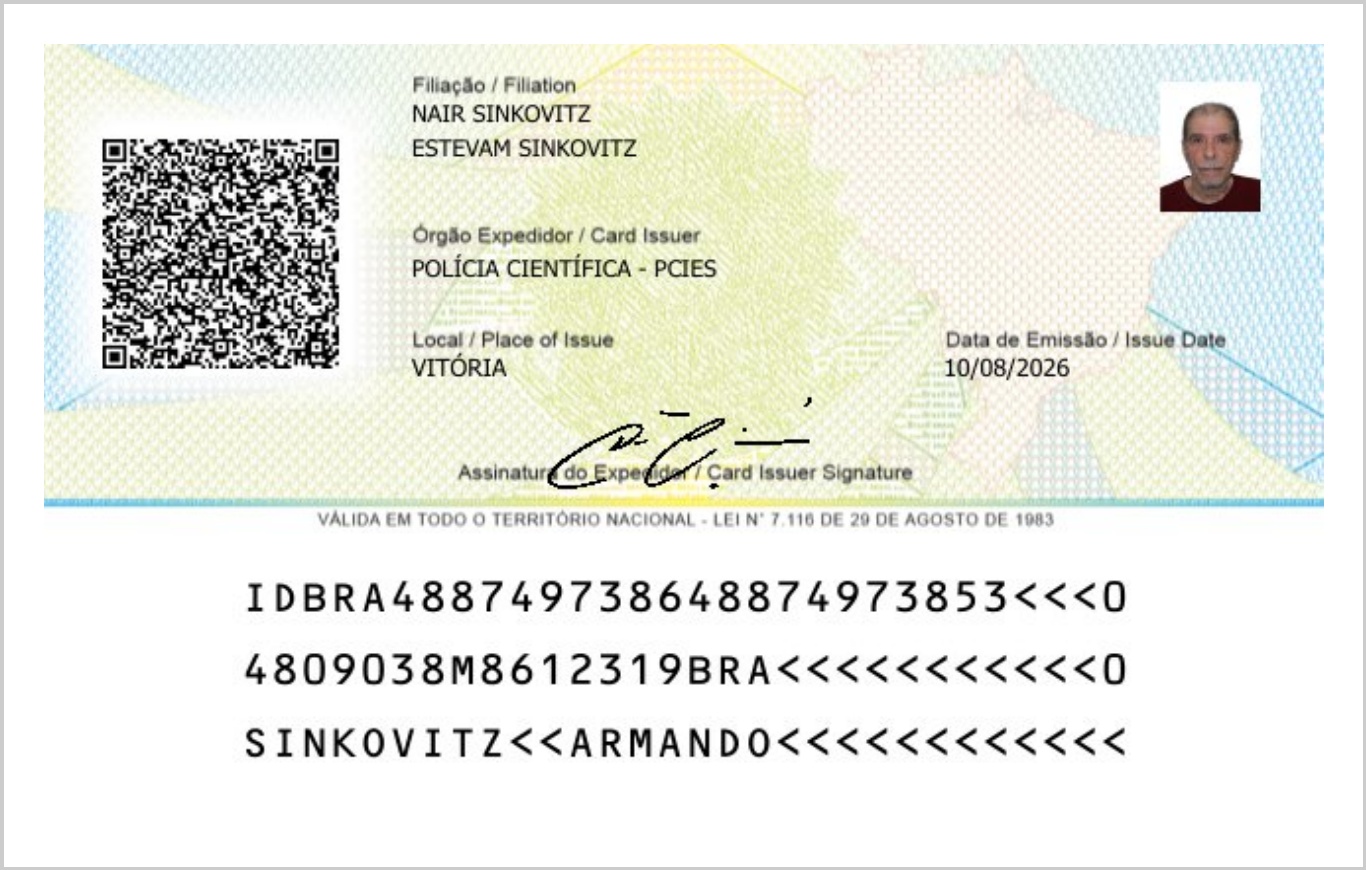 Filiação / Filiation
NAIR SINKOVITZ
ESTEVAM SINKOVITZ
Órgão Expedidor / Card Issuer
POLÍCIA CIENTÍFICA - PCIES
Local / Place of Issue
VITÓRIA
Data de Emissão / Issue Date
10/08/2026
Assinatura do Expedidor / Card Issuer Signature
VÁLIDA EM TODO O TERRITÓRIO NACIONAL - LEI N° 7.116 DE 29 DE AGOSTO DE 1983
IDBRA488749738648874973853<<<0
4809038M8612319BRA<<<<<<<<<<<0
SINKOVITZ<<ARMANDO<<<<<<<<<<<<